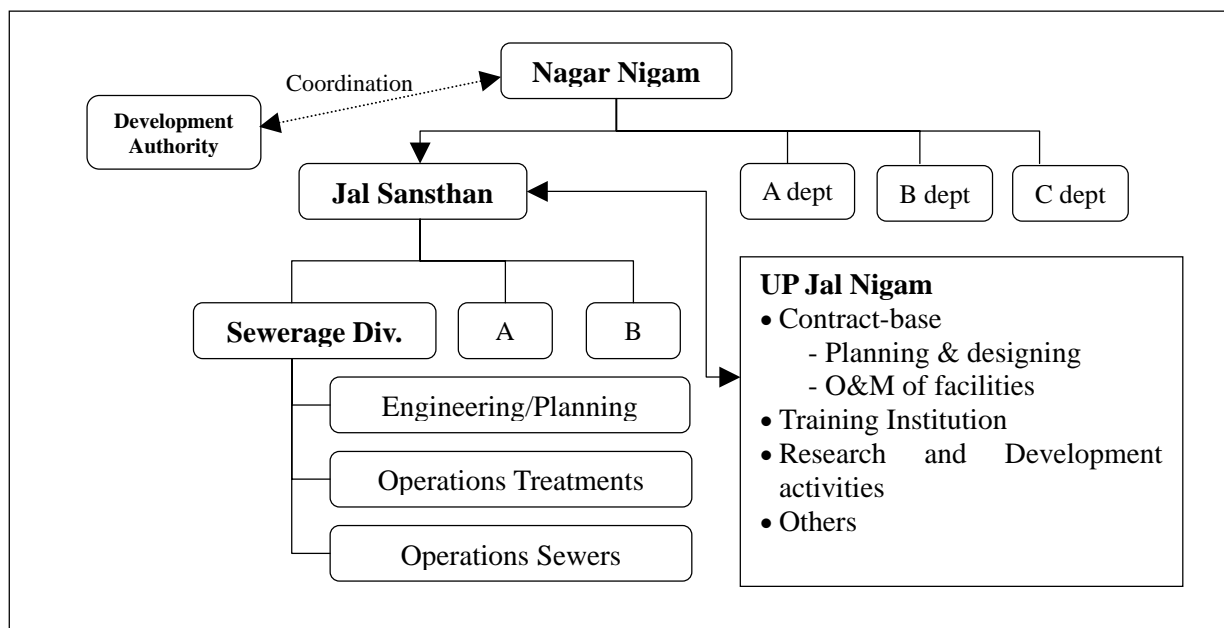 Nagar Nigam
Coordination
Development
Authority
Jal Sansthan
A dept
B dept
C dept
Sewerage Div.
A
B
Engineering/Planning
Operations Treatments
Operations Sewers
UP Jal Nigam
• Contract-base
- Planning & designing
- O&M of facilities
• Training Institution
• Research and Development
activities
• Others